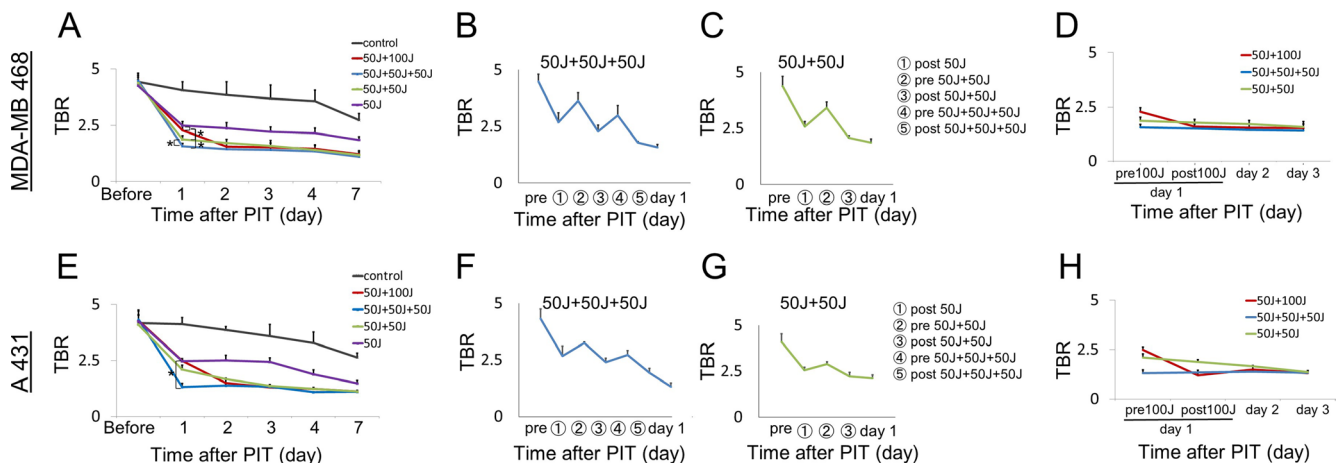 MDA-MB 468
A
control
50J+100J
50J+50J+50J
50J+50J
50J
5
2.5
0
TBR
Before 1 2 3 4 7
* * *
Time after PIT (day)
B
50J+50J+50J
5
2.5
0
TBR
pre ① ② ③ ④ ⑤ day 1
Time after PIT (day)
C
50J+50J
5
2.5
0
TBR
pre ① ② ③ day 1
Time after PIT (day)
① post 50J
② pre 50J+50J
③ post 50J+50J
④ pre 50J+50J+50J
⑤ post 50J+50J+50J
D
50J+100J
50J+50J+50J
50J+50J
5
2.5
0
TBR
pre100J post100J day 2 day 3
day 1
Time after PIT (day)
A 431
E
control
50J+100J
50J+50J+50J
50J+50J
50J
5
2.5
0
TBR
*
Before 1 2 3 4 7
Time after PIT (day)
F
50J+50J+50J
5
2.5
0
TBR
pre ① ② ③ ④ ⑤ day 1
Time after PIT (day)
G
50J+50J
5
2.5
0
TBR
pre ① ② ③ day 1
Time after PIT (day)
① post 50J
② pre 50J+50J
③ post 50J+50J
④ pre 50J+50J+50J
⑤ post 50J+50J+50J
H
50J+100J
50J+50J+50J
50J+50J
5
2.5
0
TBR
pre100J post100J day 2 day 3
day 1
Time after PIT (day)